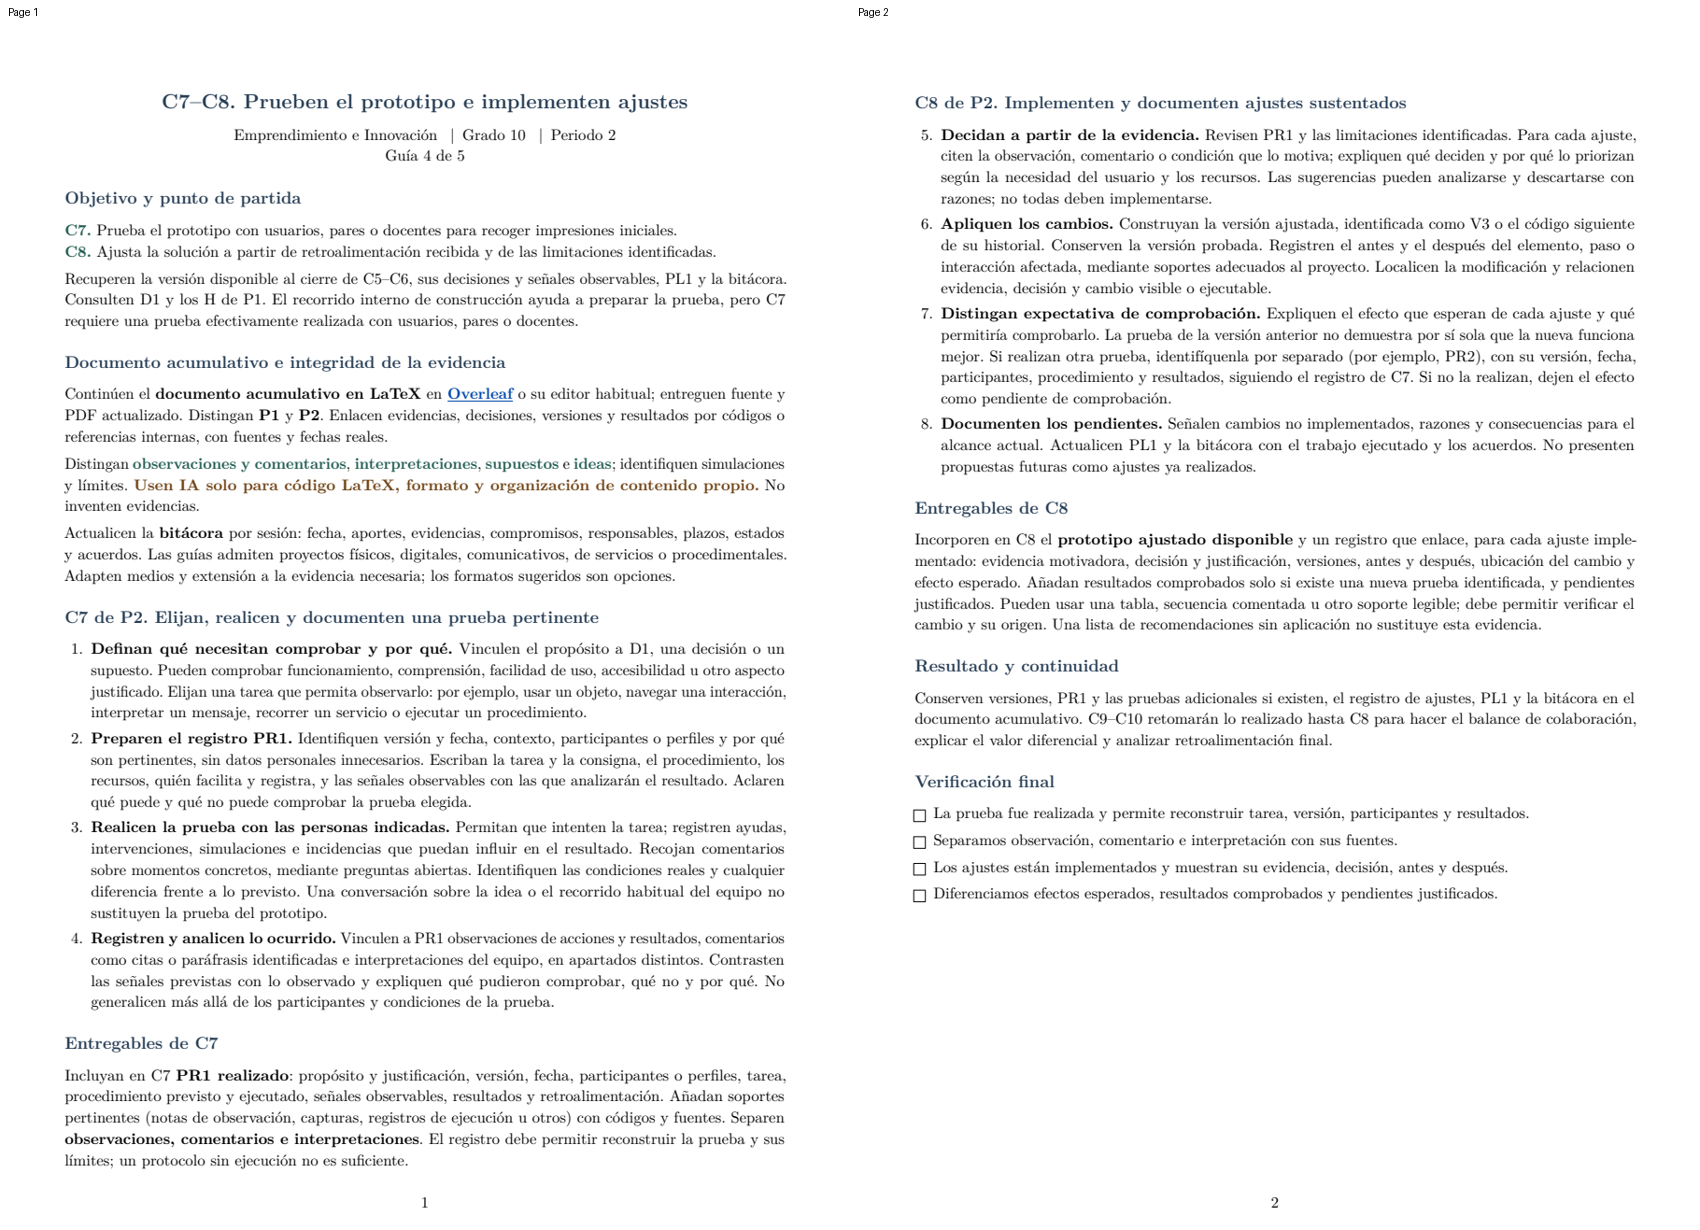 Page 1
C7–C8. Prueben el prototipo e implementen ajustes
Emprendimiento e Innovación | Grado 10 | Periodo 2
Guía 4 de 5
Objetivo y punto de partida
C7. Prueba el prototipo con usuarios, pares o docentes para recoger impresiones iniciales.
C8. Ajusta la solución a partir de retroalimentación recibida y de las limitaciones identificadas.
Recuperen la versión disponible al cierre de C5–C6, sus decisiones y señales observables, PL1 y la bitácora.
Consulten D1 y los H de P1. El recorrido interno de construcción ayuda a preparar la prueba, pero C7
requiere una prueba efectivamente realizada con usuarios, pares o docentes.
Documento acumulativo e integridad de la evidencia
Continúen el documento acumulativo en LaTeX en Overleaf o su editor habitual; entreguen fuente y
PDF actualizado. Distingan P1 y P2. Enlacen evidencias, decisiones, versiones y resultados por códigos o
referencias internas, con fuentes y fechas reales.
Distingan observaciones y comentarios, interpretaciones, supuestos e ideas; identifiquen simulaciones
y límites. Usen IA solo para código LaTeX, formato y organización de contenido propio. No
inventen evidencias.
Actualicen la bitácora por sesión: fecha, aportes, evidencias, compromisos, responsables, plazos, estados
y acuerdos. Las guías admiten proyectos físicos, digitales, comunicativos, de servicios o procedimentales.
Adapten medios y extensión a la evidencia necesaria; los formatos sugeridos son opciones.
C7 de P2. Elijan, realicen y documenten una prueba pertinente
1. Definan qué necesitan comprobar y por qué. Vinculen el propósito a D1, una decisión o un
supuesto. Pueden comprobar funcionamiento, comprensión, facilidad de uso, accesibilidad u otro aspecto
justificado. Elijan una tarea que permita observarlo: por ejemplo, usar un objeto, navegar una interacción,
interpretar un mensaje, recorrer un servicio o ejecutar un procedimiento.
2. Preparen el registro PR1. Identifiquen versión y fecha, contexto, participantes o perfiles y por qué
son pertinentes, sin datos personales innecesarios. Escriban la tarea y la consigna, el procedimiento, los
recursos, quién facilita y registra, y las señales observables con las que analizarán el resultado. Aclaren
qué puede y qué no puede comprobar la prueba elegida.
3. Realicen la prueba con las personas indicadas. Permitan que intenten la tarea; registren ayudas,
intervenciones, simulaciones e incidencias que puedan influir en el resultado. Recojan comentarios
sobre momentos concretos, mediante preguntas abiertas. Identifiquen las condiciones reales y cualquier
diferencia frente a lo previsto. Una conversación sobre la idea o el recorrido habitual del equipo no
sustituyen la prueba del prototipo.
4. Registren y analicen lo ocurrido. Vinculen a PR1 observaciones de acciones y resultados, comentarios
como citas o paráfrasis identificadas e interpretaciones del equipo, en apartados distintos. Contrasten
las señales previstas con lo observado y expliquen qué pudieron comprobar, qué no y por qué. No
generalicen más allá de los participantes y condiciones de la prueba.
Entregables de C7
Incluyan en C7 PR1 realizado: propósito y justificación, versión, fecha, participantes o perfiles, tarea,
procedimiento previsto y ejecutado, señales observables, resultados y retroalimentación. Añadan soportes
pertinentes (notas de observación, capturas, registros de ejecución u otros) con códigos y fuentes. Separen
observaciones, comentarios e interpretaciones. El registro debe permitir reconstruir la prueba y sus
límites; un protocolo sin ejecución no es suficiente.
1
Page 2
C8 de P2. Implementen y documenten ajustes sustentados
5. Decidan a partir de la evidencia. Revisen PR1 y las limitaciones identificadas. Para cada ajuste,
citen la observación, comentario o condición que lo motiva; expliquen qué deciden y por qué lo priorizan
según la necesidad del usuario y los recursos. Las sugerencias pueden analizarse y descartarse con
razones; no todas deben implementarse.
6. Apliquen los cambios. Construyan la versión ajustada, identificada como V3 o el código siguiente
de su historial. Conserven la versión probada. Registren el antes y el después del elemento, paso o
interacción afectada, mediante soportes adecuados al proyecto. Localicen la modificación y relacionen
evidencia, decisión y cambio visible o ejecutable.
7. Distingan expectativa de comprobación. Expliquen el efecto que esperan de cada ajuste y qué
permitiría comprobarlo. La prueba de la versión anterior no demuestra por sí sola que la nueva funciona
mejor. Si realizan otra prueba, identifíquenla por separado (por ejemplo, PR2), con su versión, fecha,
participantes, procedimiento y resultados, siguiendo el registro de C7. Si no la realizan, dejen el efecto
como pendiente de comprobación.
8. Documenten los pendientes. Señalen cambios no implementados, razones y consecuencias para el
alcance actual. Actualicen PL1 y la bitácora con el trabajo ejecutado y los acuerdos. No presenten
propuestas futuras como ajustes ya realizados.
Entregables de C8
Incorporen en C8 el prototipo ajustado disponible y un registro que enlace, para cada ajuste imple-
mentado: evidencia motivadora, decisión y justificación, versiones, antes y después, ubicación del cambio y
efecto esperado. Añadan resultados comprobados solo si existe una nueva prueba identificada, y pendientes
justificados. Pueden usar una tabla, secuencia comentada u otro soporte legible; debe permitir verificar el
cambio y su origen. Una lista de recomendaciones sin aplicación no sustituye esta evidencia.
Resultado y continuidad
Conserven versiones, PR1 y las pruebas adicionales si existen, el registro de ajustes, PL1 y la bitácora en el
documento acumulativo. C9–C10 retomarán lo realizado hasta C8 para hacer el balance de colaboración,
explicar el valor diferencial y analizar retroalimentación final.
Verificación final
La prueba fue realizada y permite reconstruir tarea, versión, participantes y resultados.
Separamos observación, comentario e interpretación con sus fuentes.
Los ajustes están implementados y muestran su evidencia, decisión, antes y después.
Diferenciamos efectos esperados, resultados comprobados y pendientes justificados.
2